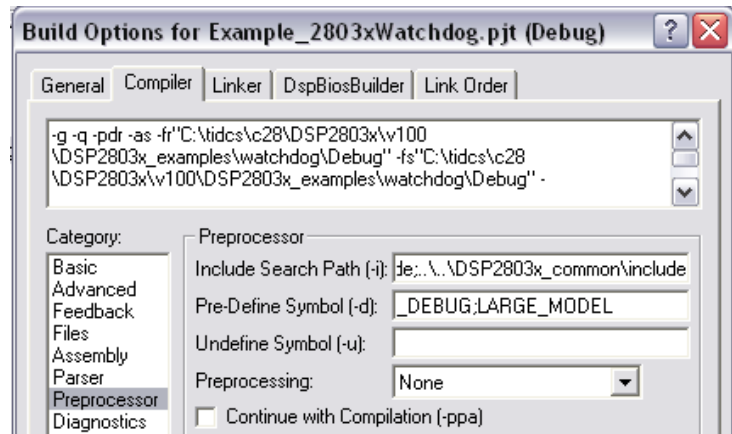 Build Options for Example_2803xWatchdog.pjt (Debug)
General Compiler Linker DspBiosBuilder Link Order
-g -q -pdr -as -fr"C:\tidcs\c28\DSP2803x\v100
\DSP2803x_examples\watchdog\Debug" -fs"C:\tidcs\c28
\DSP2803x\v100\DSP2803x_examples\watchdog\Debug" -
Category:
Basic
Advanced
Feedback
Files
Assembly
Parser
Preprocessor
Diagnostics
Preprocessor
Include Search Path (-i): de;..\..\DSP2803x_common\include
Pre-Define Symbol (-d): _DEBUG;LARGE_MODEL
Undefine Symbol (-u):
Preprocessing: None
Continue with Compilation (-ppa)